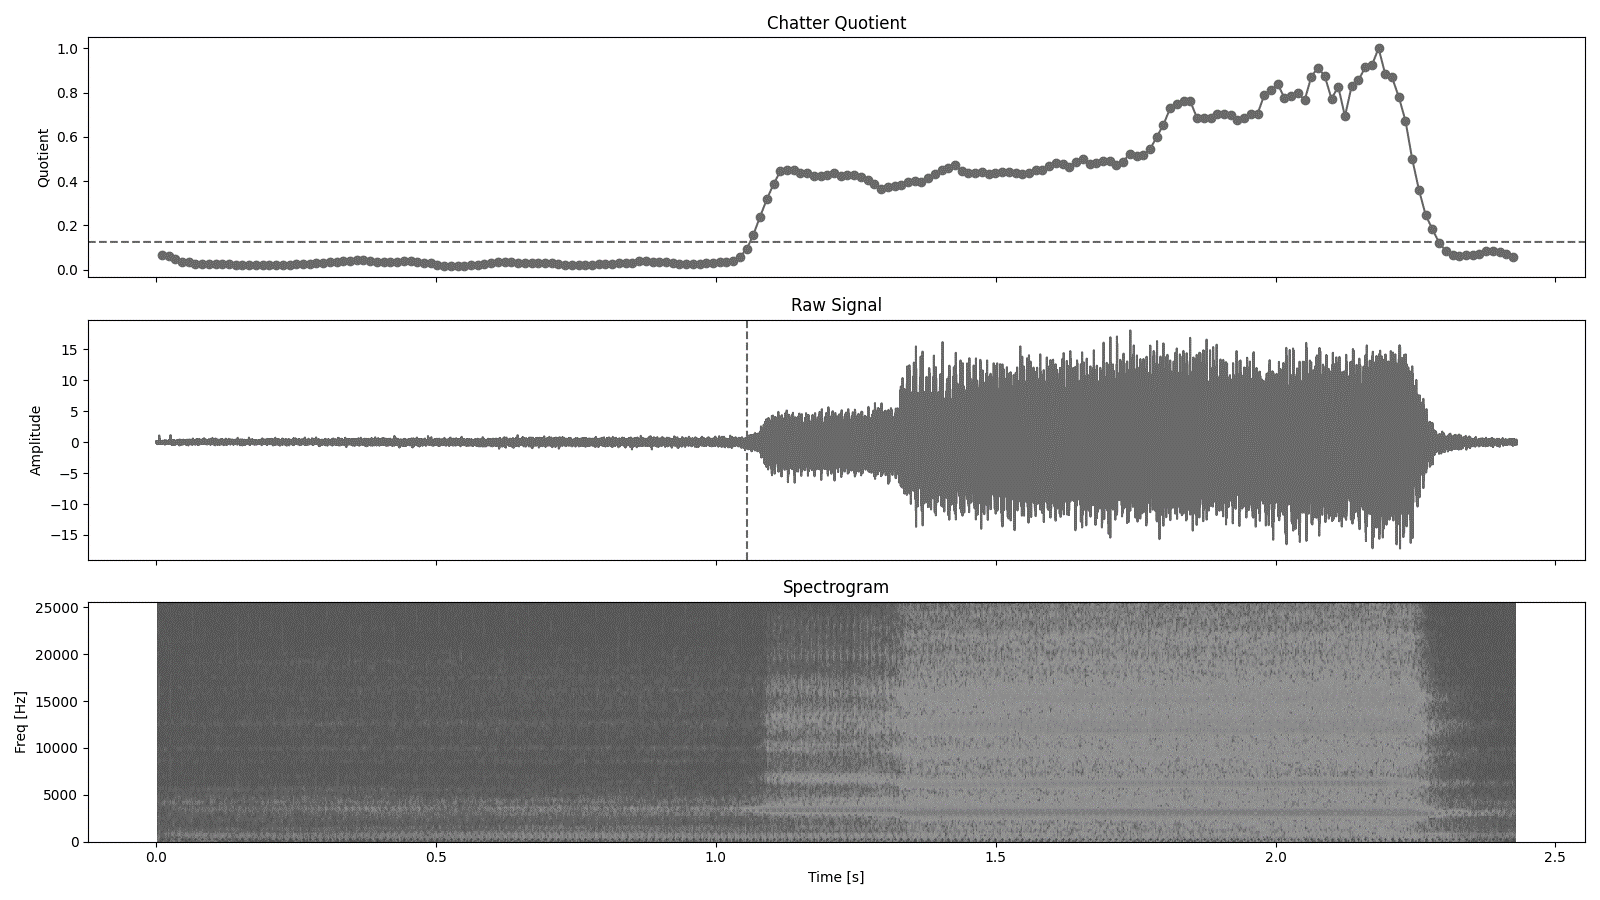 Chatter Quotient
1.0
0.8
0.6
0.4
0.2
0.0
Quotient
Raw Signal
15
10
5
0
−5
−10
−15
Amplitude
Spectrogram
25000
20000
15000
10000
5000
0
Freq [Hz]
0.0 0.5 1.0 1.5 2.0 2.5
Time [s]